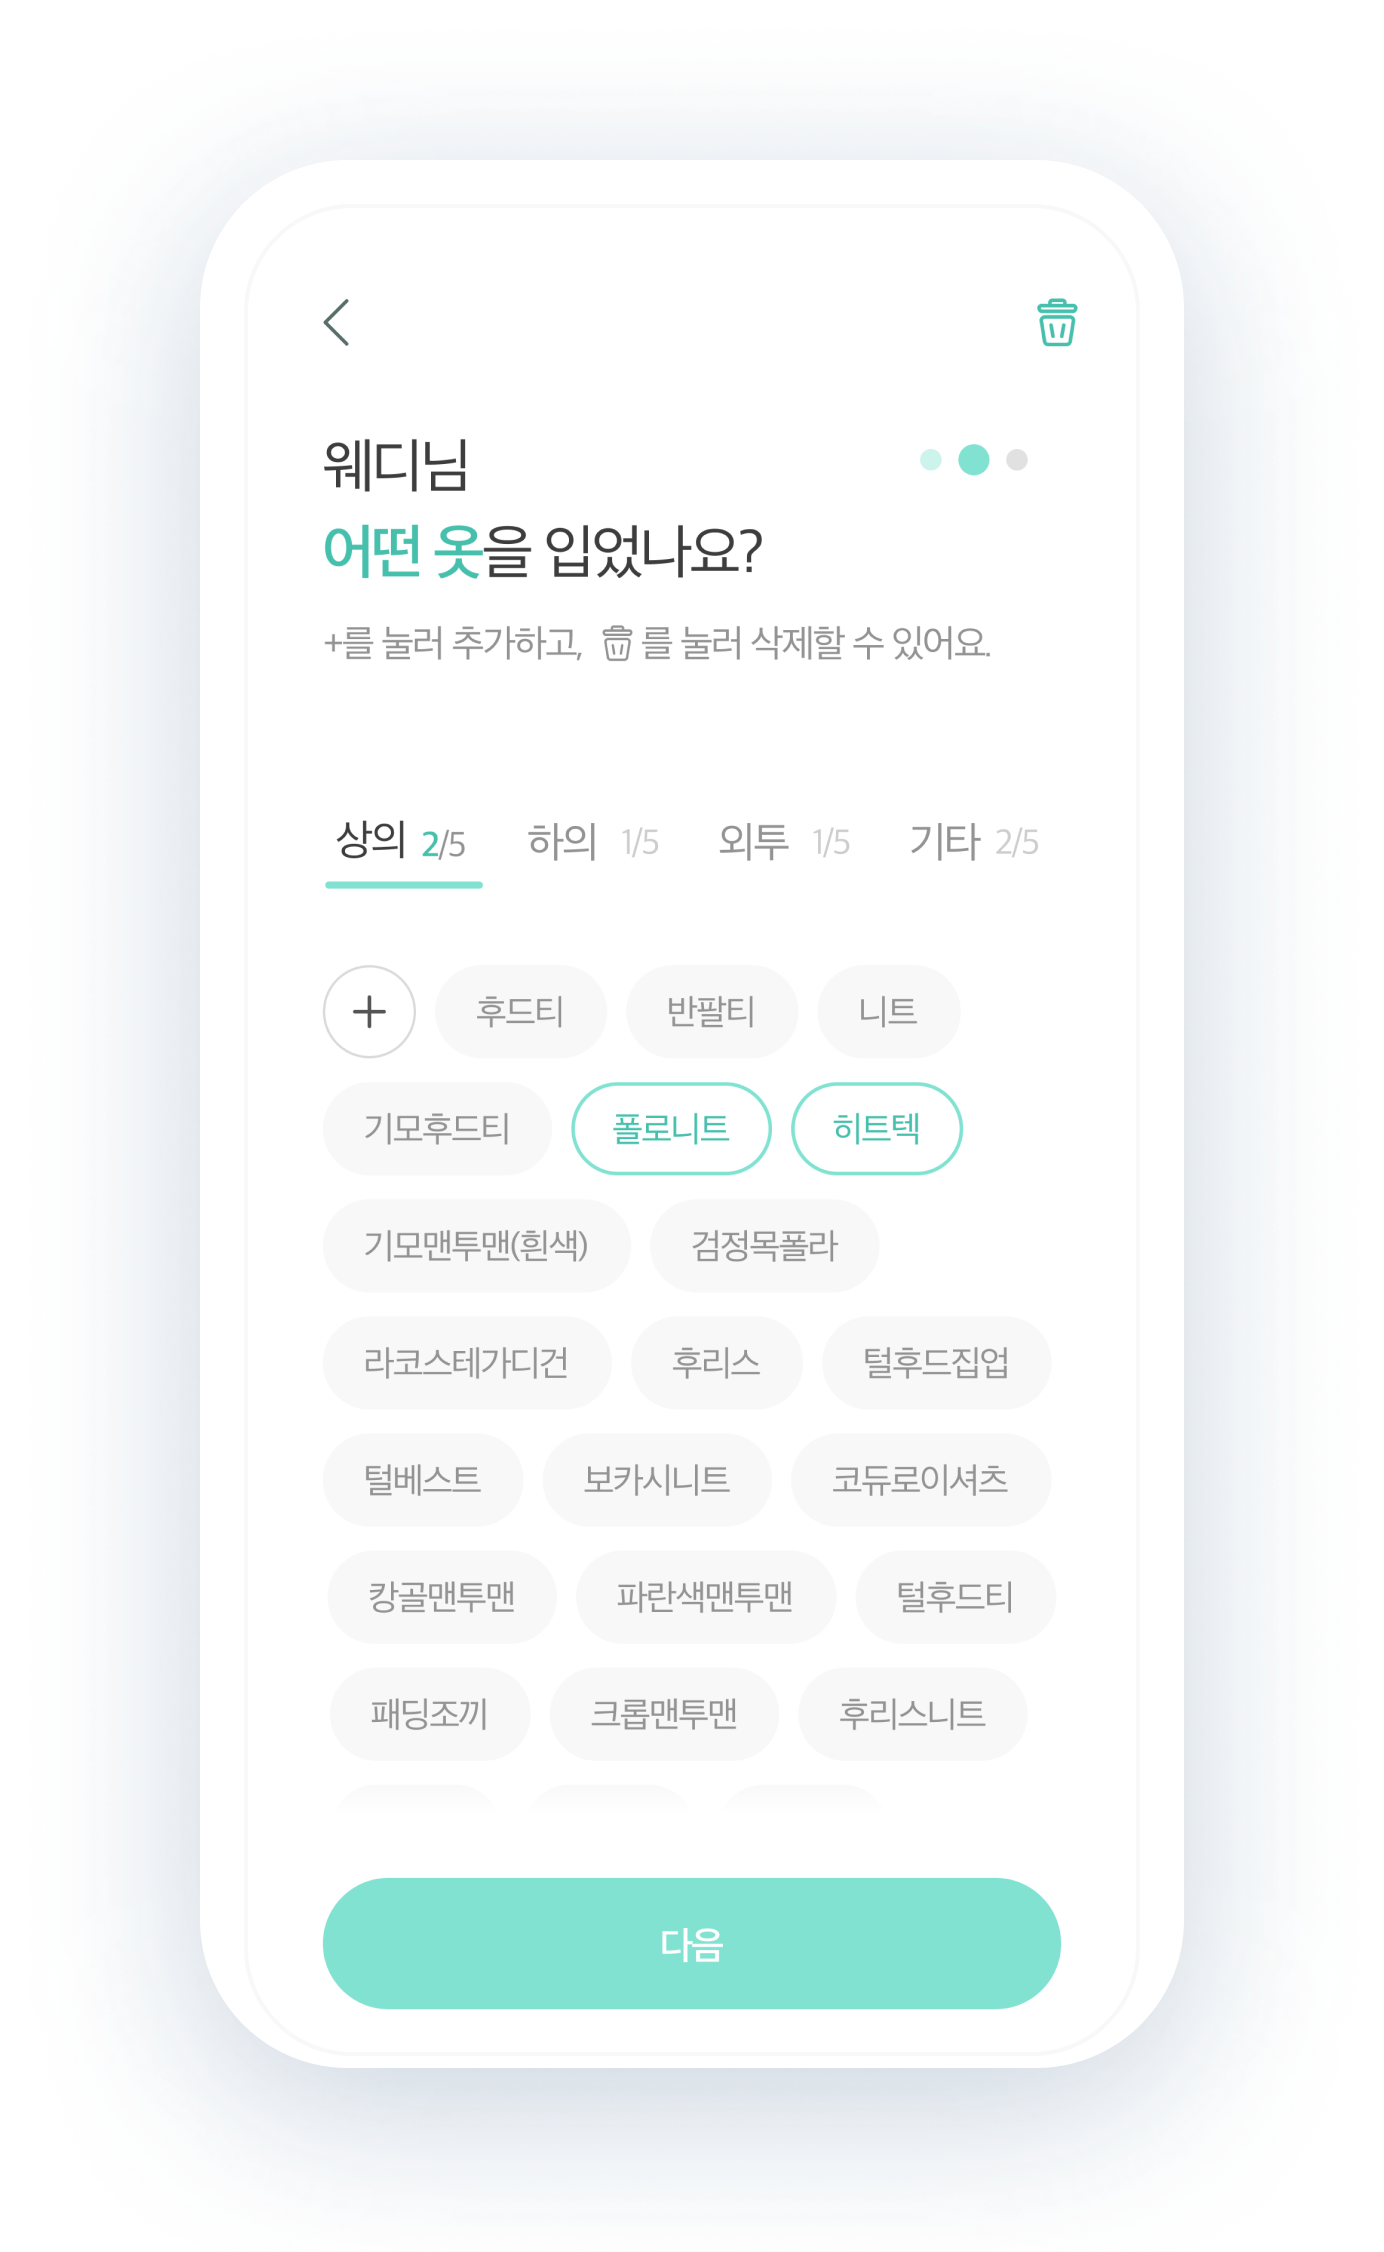 웨디님
어떤 옷을 입었나요?
+를 눌러 추가하고, 를 눌러 삭제할 수 있어요.
상의 2/5 하의 1/5 외투 1/5 기타 2/5
+ 후드티 반팔티 니트
기모후드티 폴로니트 히트텍
기모맨투맨(흰색) 검정목폴라
라코스테가디건 후리스 털후드집업
털베스트 보카시니트 코듀로이셔츠
캉골맨투맨 파란색맨투맨 털후드티
패딩조끼 크롭맨투맨 후리스니트
다음